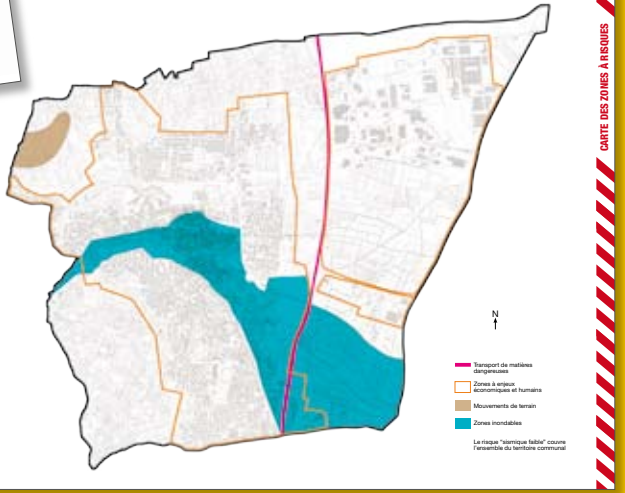 CARTE DES ZONES À RISQUES
N
Transport de matières
dangereuses
Zones à enjeux
économiques et humains
Mouvements de terrain
Zones inondables
Le risque "sismique faible" couvre
l'ensemble du territoire communal